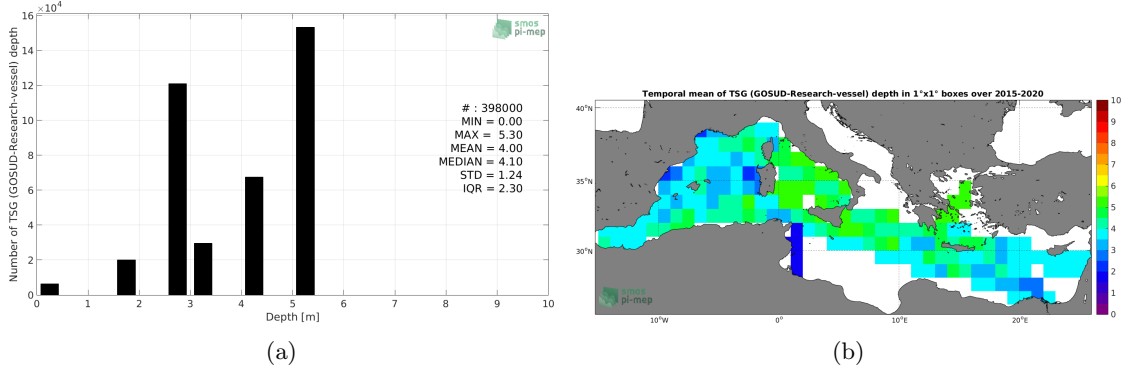 ×10⁴
16
14
12
10
8
6
4
2
0
Number of TSG (GOSUD-Research-vessel) depth
smos
pi-mep
# : 398000
MIN = 0.00
MAX = 5.30
MEAN = 4.00
MEDIAN = 4.10
STD = 1.24
IQR = 2.30
0 1 2 3 4 5 6 7 8 9 10
Depth [m]
(a)
Temporal mean of TSG (GOSUD-Research-vessel) depth in 1°x1° boxes over 2015-2020
40°N
35°N
30°N
10°W 0° 10°E 20°E
smos
pi-mep
10
9
8
7
6
5
4
3
2
1
0
(b)